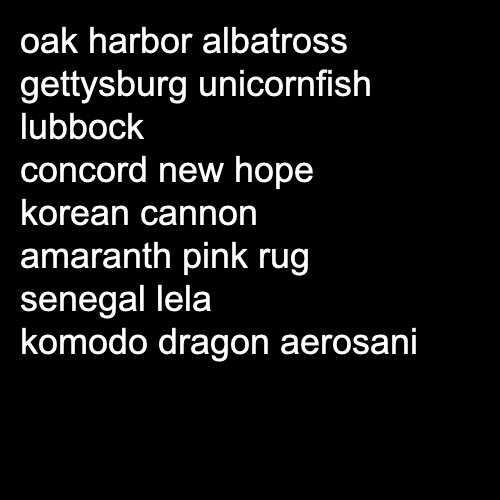 oak harbor albatross
gettysburg unicornfish
lubbock
concord new hope
korean cannon
amaranth pink rug
senegal lela
komodo dragon aerosani